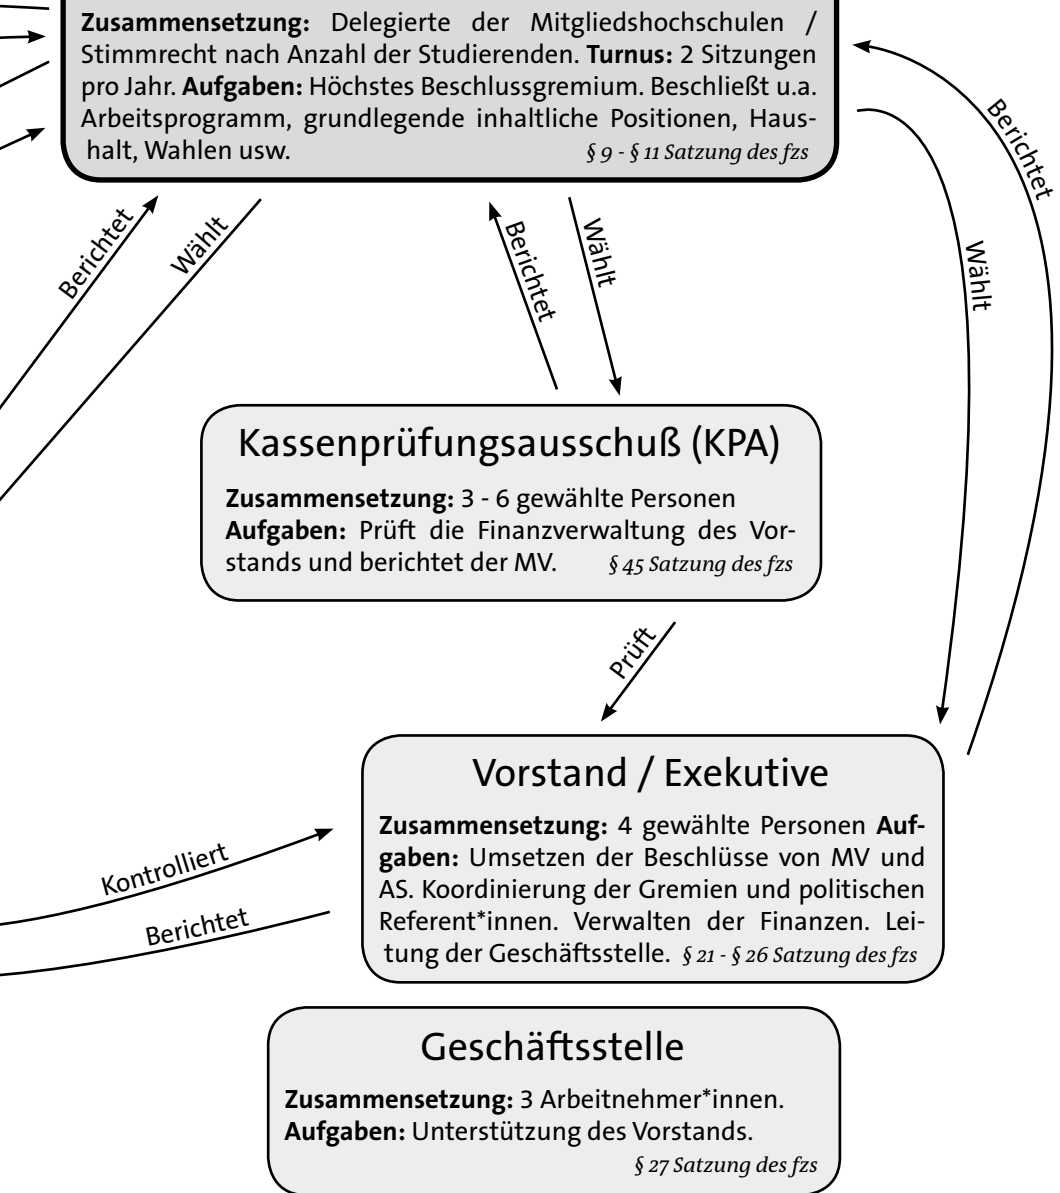 Zusammensetzung: Delegierte der Mitgliedshochschulen /
Stimmrecht nach Anzahl der Studierenden. Turnus: 2 Sitzungen
pro Jahr. Aufgaben: Höchstes Beschlussgremium. Beschließt u.a.
Arbeitsprogramm, grundlegende inhaltliche Positionen, Haus-
halt, Wahlen usw. § 9 - § 11 Satzung des fzs
Berichtet
Wählt
Berichtet
Wählt
Wählt
Berichtet
Kassenprüfungsausschuß (KPA)
Zusammensetzung: 3 - 6 gewählte Personen
Aufgaben: Prüft die Finanzverwaltung des Vor-
stands und berichtet der MV. § 45 Satzung des fzs
Prüft
Vorstand / Exekutive
Zusammensetzung: 4 gewählte Personen Auf-
gaben: Umsetzen der Beschlüsse von MV und
AS. Koordinierung der Gremien und politischen
Referent*innen. Verwalten der Finanzen. Lei-
tung der Geschäftsstelle. § 21 - § 26 Satzung des fzs
Kontrolliert
Berichtet
Geschäftsstelle
Zusammensetzung: 3 Arbeitnehmer*innen.
Aufgaben: Unterstützung des Vorstands.
§ 27 Satzung des fzs